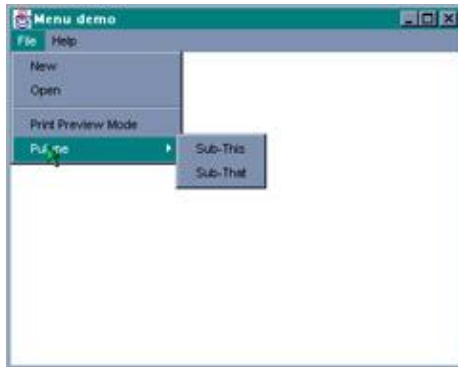 Menu demo
File Help
New
Open
Print Preview Mode
Sub-This
Sub-That